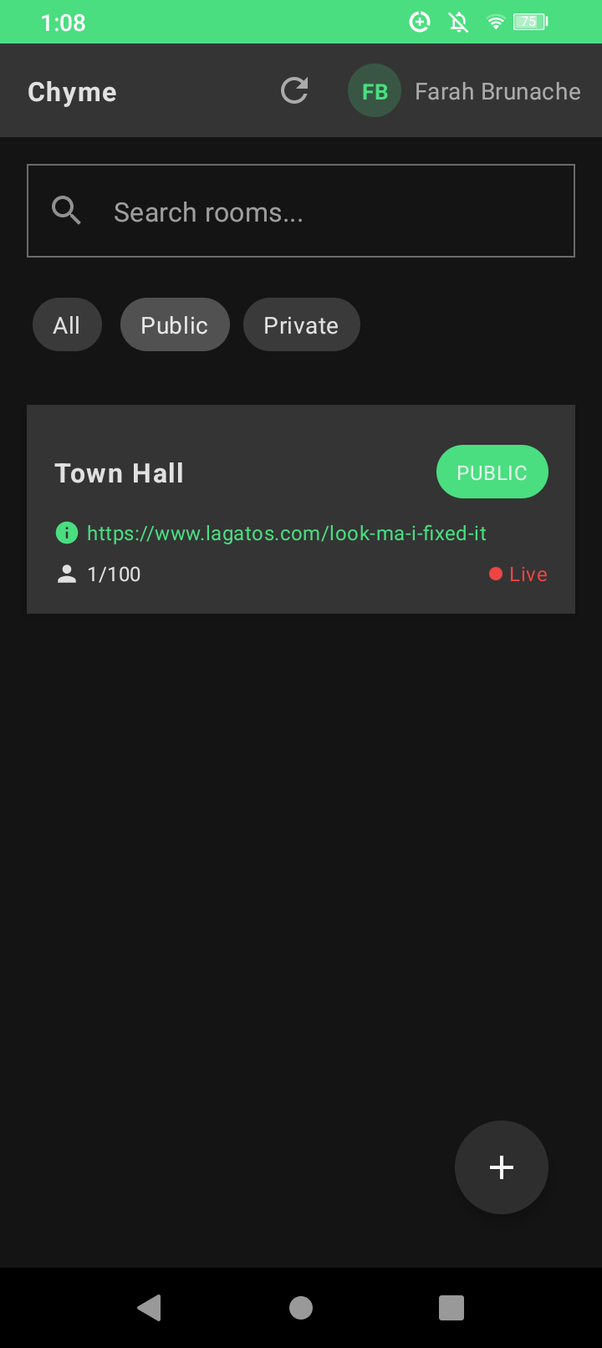 1:08
75
Chyme
FB
Farah Brunache
Search rooms...
All
Public
Private
Town Hall
PUBLIC
https://www.lagatos.com/look-ma-i-fixed-it
1/100
Live